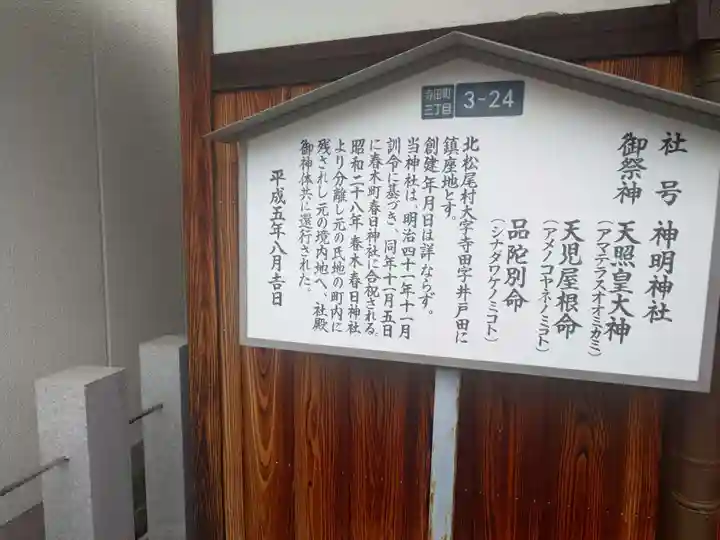 寺田町
三丁目
3-24
社号 神明神社
御祭神 天照皇大神
(アマテラスオオミカミ)
天児屋根命
(アメノコヤネノミコト)
品陀別命
(シナダワケノミコト)
北松尾村大字寺田字井戸田に
鎮座地とす。
創健年月日は詳ならず。
当神社は、明治四十一年十一月
訓令に基づき、同年十一月五日
に春木町春日神社に合祝される。
昭和二十八年 春木春日神社
より分離し元の氏地の町内に
残されし元の境内地へ、社殿
御神体共に還行された。
平成五年八月吉日